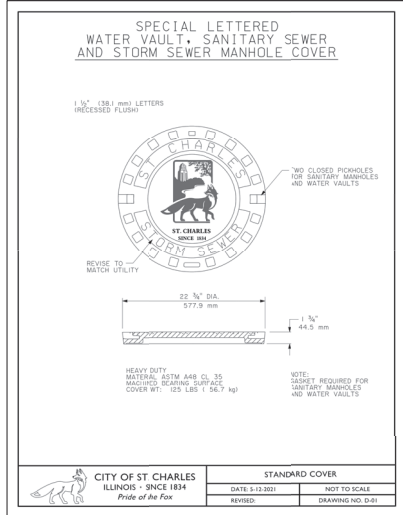 SPECIAL LETTERED
WATER VAULT, SANITARY SEWER
AND STORM SEWER MANHOLE COVER
1 ½" (38.1 mm) LETTERS
(RECESSED FLUSH)
ST CHARLES
ST. CHARLES
SINCE 1834
STORM SEWER
TWO CLOSED PICKHOLES
FOR SANITARY MANHOLES
AND WATER VAULTS
REVISE TO
MATCH UTILITY
22 ¾" DIA.
577.9 mm
1 ¾"
44.5 mm
HEAVY DUTY
MATERAL ASTM A48 CL 35
MACHINED BEARING SURFACE
COVER WT: 125 LBS ( 56.7 kg)
NOTE:
GASKET REQUIRED FOR
SANITARY MANHOLES
AND WATER VAULTS
CITY OF ST CHARLES
ILLINOIS • SINCE 1834
Pride of the Fox
STANDARD COVER
DATE: 5-12-2021
NOT TO SCALE
REVISED:
DRAWING NO. D-01